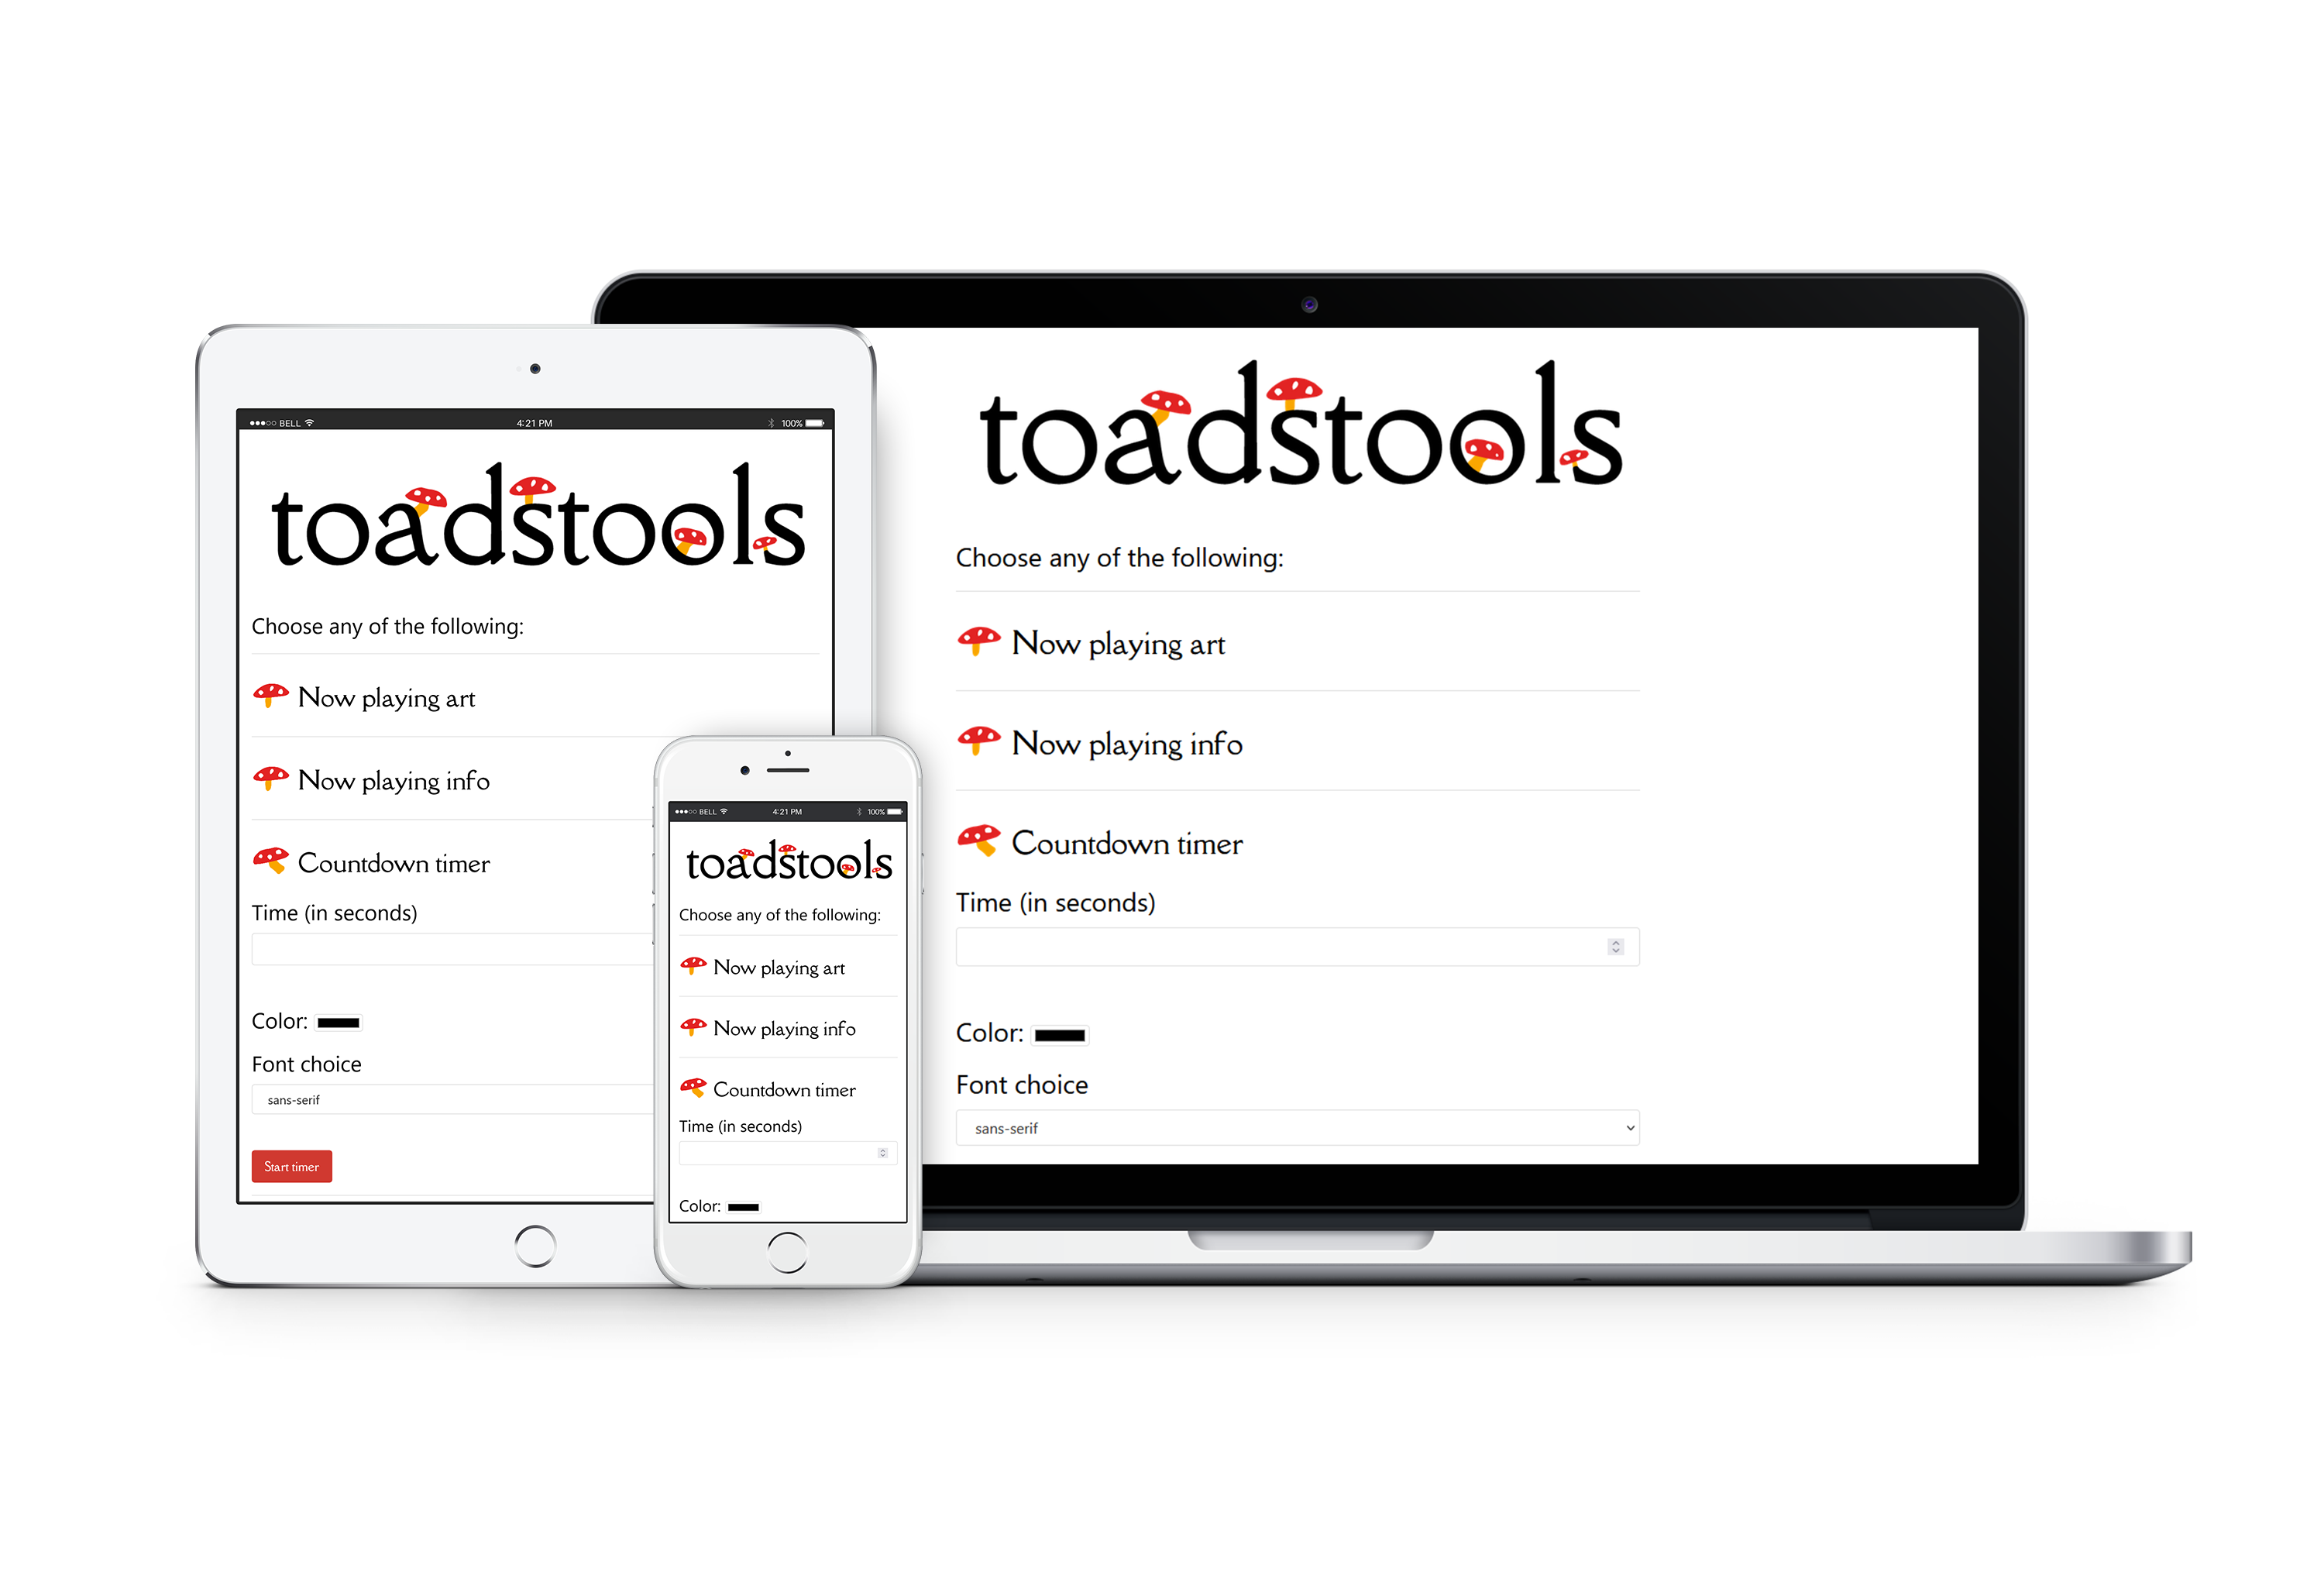 BELL 4:21 PM 100%
toadstools
Choose any of the following:
Now playing art
Now playing info
Countdown timer
Time (in seconds)
Color:
Font choice
sans-serif
Start timer
BELL 4:21 PM 100%
toadstools
Choose any of the following:
Now playing art
Now playing info
Countdown timer
Time (in seconds)
Color:
toadstools
Choose any of the following:
Now playing art
Now playing info
Countdown timer
Time (in seconds)
Color:
Font choice
sans-serif